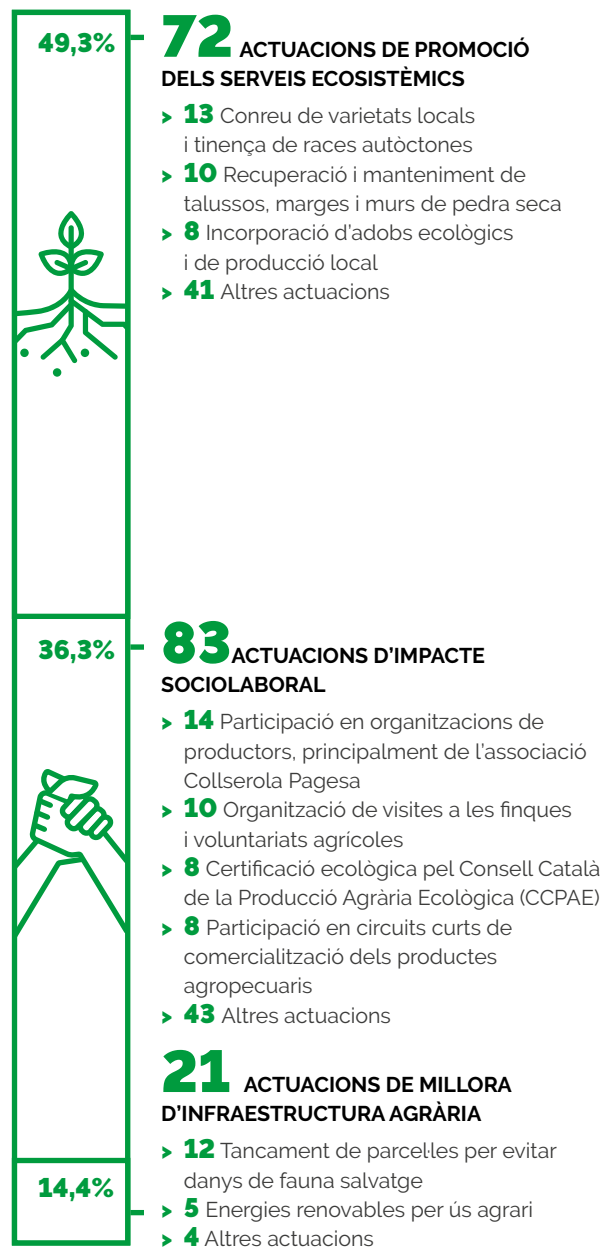 49,3%
72 ACTUACIONS DE PROMOCIÓ
DELS SERVEIS ECOSISTÈMICS
> 13 Conreu de varietats locals
i tinença de races autòctones
> 10 Recuperació i manteniment de
talussos, marges i murs de pedra seca
> 8 Incorporació d'adobs ecològics
i de producció local
> 41 Altres actuacions
36,3%
83 ACTUACIONS D'IMPACTE
SOCIOLABORAL
> 14 Participació en organitzacions de
productors, principalment de l'associació
Collserola Pagesa
> 10 Organització de visites a les finques
i voluntariats agrícoles
> 8 Certificació ecològica pel Consell Català
de la Producció Agrària Ecològica (CCPAE)
> 8 Participació en circuits curts de
comercialització dels productes
agropecuaris
> 43 Altres actuacions
14,4%
21 ACTUACIONS DE MILLORA
D'INFRAESTRUCTURA AGRÀRIA
> 12 Tancament de parcel·les per evitar
danys de fauna salvatge
> 5 Energies renovables per ús agrari
> 4 Altres actuacions